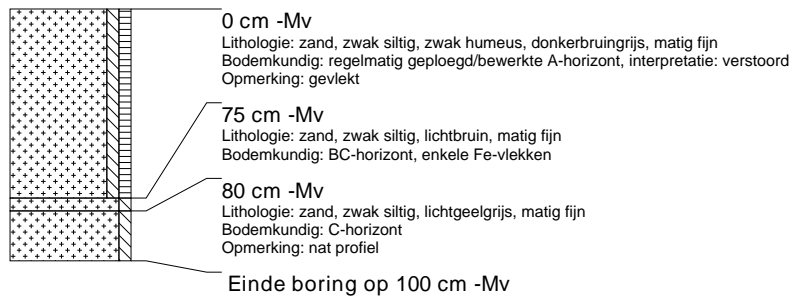 0 cm -Mv
Lithologie: zand, zwak siltig, zwak humeus, donkerbruingrijs, matig fijn
Bodemkundig: regelmatig geploegd/bewerkte A-horizont, interpretatie: verstoord
Opmerking: gevlekt
75 cm -Mv
Lithologie: zand, zwak siltig, lichtbruin, matig fijn
Bodemkundig: BC-horizont, enkele Fe-vlekken
80 cm -Mv
Lithologie: zand, zwak siltig, lichtgeelgrijs, matig fijn
Bodemkundig: C-horizont
Opmerking: nat profiel
Einde boring op 100 cm -Mv